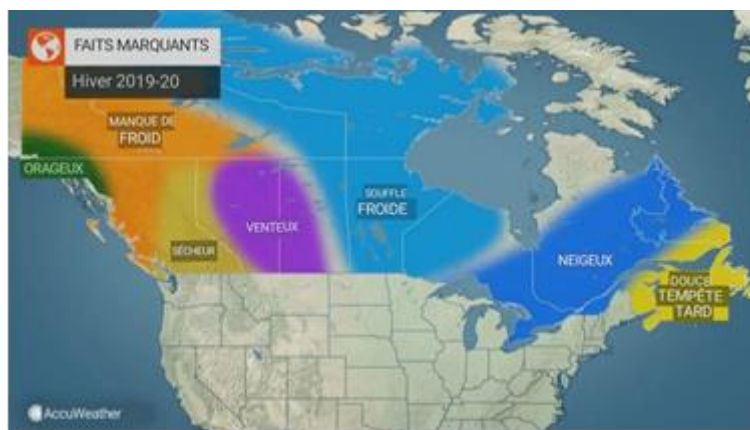 FAITS MARQUANTS
Hiver 2019-20
MANQUE DE
FROID
ORAGEUX
SOUFFLE
FROIDE
VENTEUX
SÉCHEUR
NEIGEUX
DOUCE
TEMPÊTE
TARD
AccuWeather